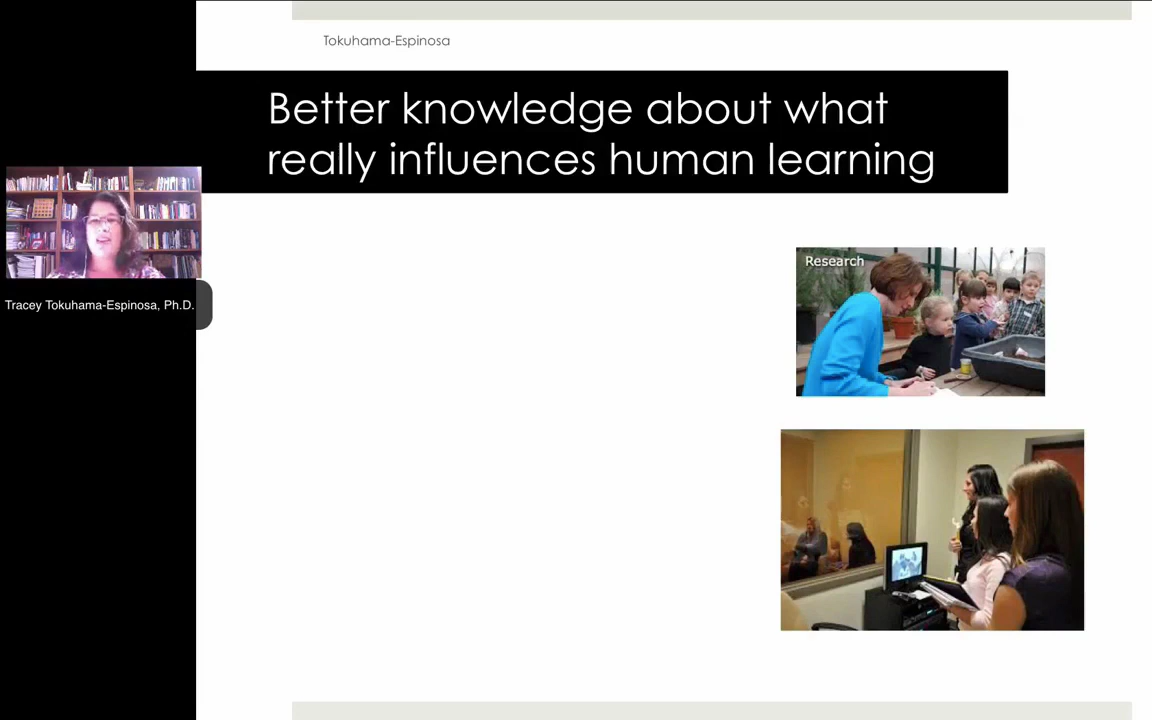 Tokuhama-Espinosa
Better knowledge about what
really influences human learning
Tracey Tokuhama-Espinosa, Ph.D.
Research